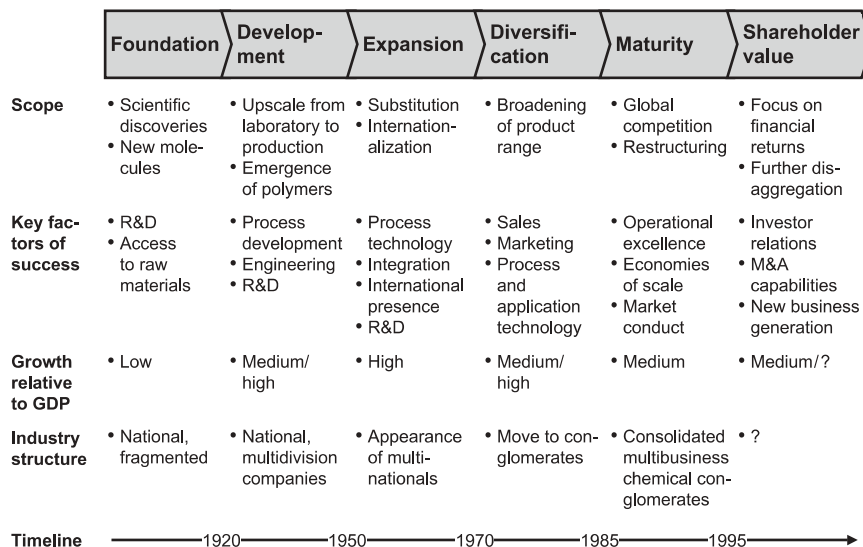 Foundation
Develop-
ment
Expansion
Diversifi-
cation
Maturity
Shareholder
value
Scope
• Scientific
discoveries
• New mole-
cules
• Upscale from
laboratory to
production
• Emergence
of polymers
• Substitution
• Internation-
alization
• Broadening
of product
range
• Global
competition
• Restructuring
• Focus on
financial
returns
• Further dis-
aggregation
Key fac-
tors of
success
• R&D
• Access
to raw
materials
• Process
development
• Engineering
• R&D
• Process
technology
• Integration
• International
presence
• R&D
• Sales
• Marketing
• Process
and
application
technology
• Operational
excellence
• Economies
of scale
• Market
conduct
• Investor
relations
• M&A
capabilities
• New business
generation
Growth
relative
to GDP
• Low
• Medium/
high
• High
• Medium/
high
• Medium
• Medium/?
Industry
structure
• National,
fragmented
• National,
multidivision
companies
• Appearance
of multi-
nationals
• Move to con-
glomerates
• Consolidated
multibusiness
chemical con-
glomerates
• ?
Timeline
1920
1950
1970
1985
1995